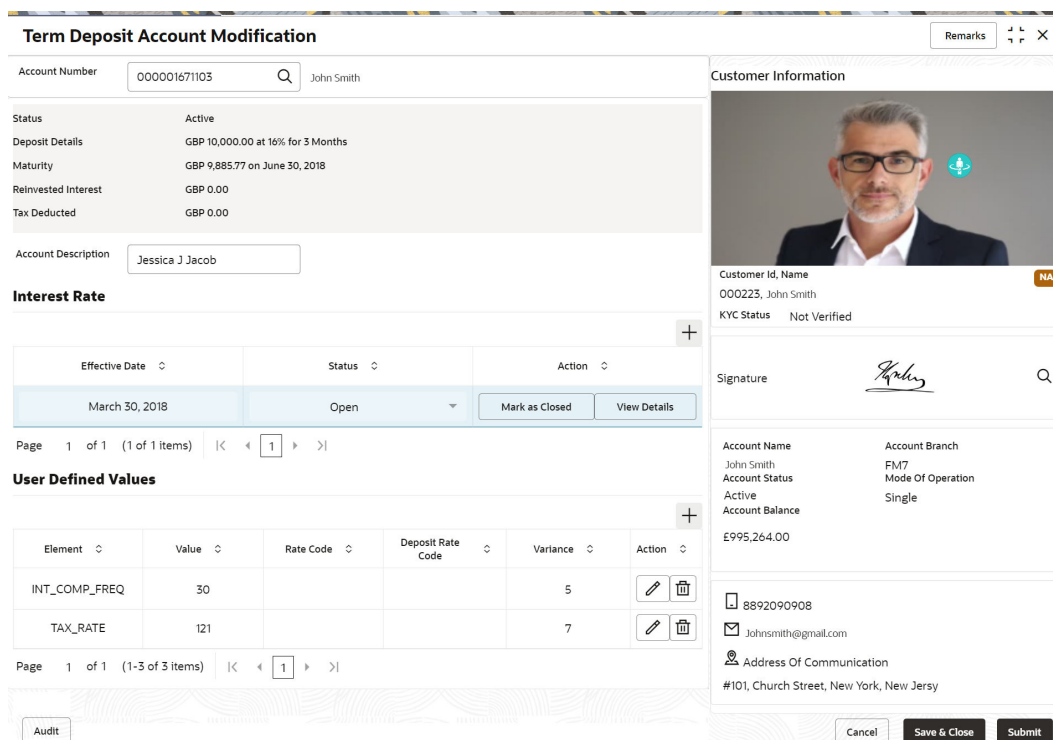 Term Deposit Account Modification
Remarks
Account Number 000001671103 John Smith
Status Active
Deposit Details GBP 10,000.00 at 16% for 3 Months
Maturity GBP 9,885.77 on June 30, 2018
Reinvested Interest GBP 0.00
Tax Deducted GBP 0.00
Account Description Jessica J Jacob
Interest Rate
Effective Date Status Action
March 30, 2018 Open Mark as Closed View Details
Page 1 of 1 (1 of 1 items) 1
User Defined Values
Element Value Rate Code Deposit Rate Code Variance Action
INT_COMP_FREQ 30 5
TAX_RATE 121 7
Page 1 of 1 (1-3 of 3 items) 1
Audit
Customer Information
Customer Id, Name
NA
000223, John Smith
KYC Status Not Verified
Signature
Account Name Account Branch
John Smith FM7
Account Status Mode Of Operation
Active Single
Account Balance
£995,264.00
8892090908
Johnsmith@gmail.com
Address Of Communication
#101, Church Street, New York, New Jersy
Cancel Save & Close Submit